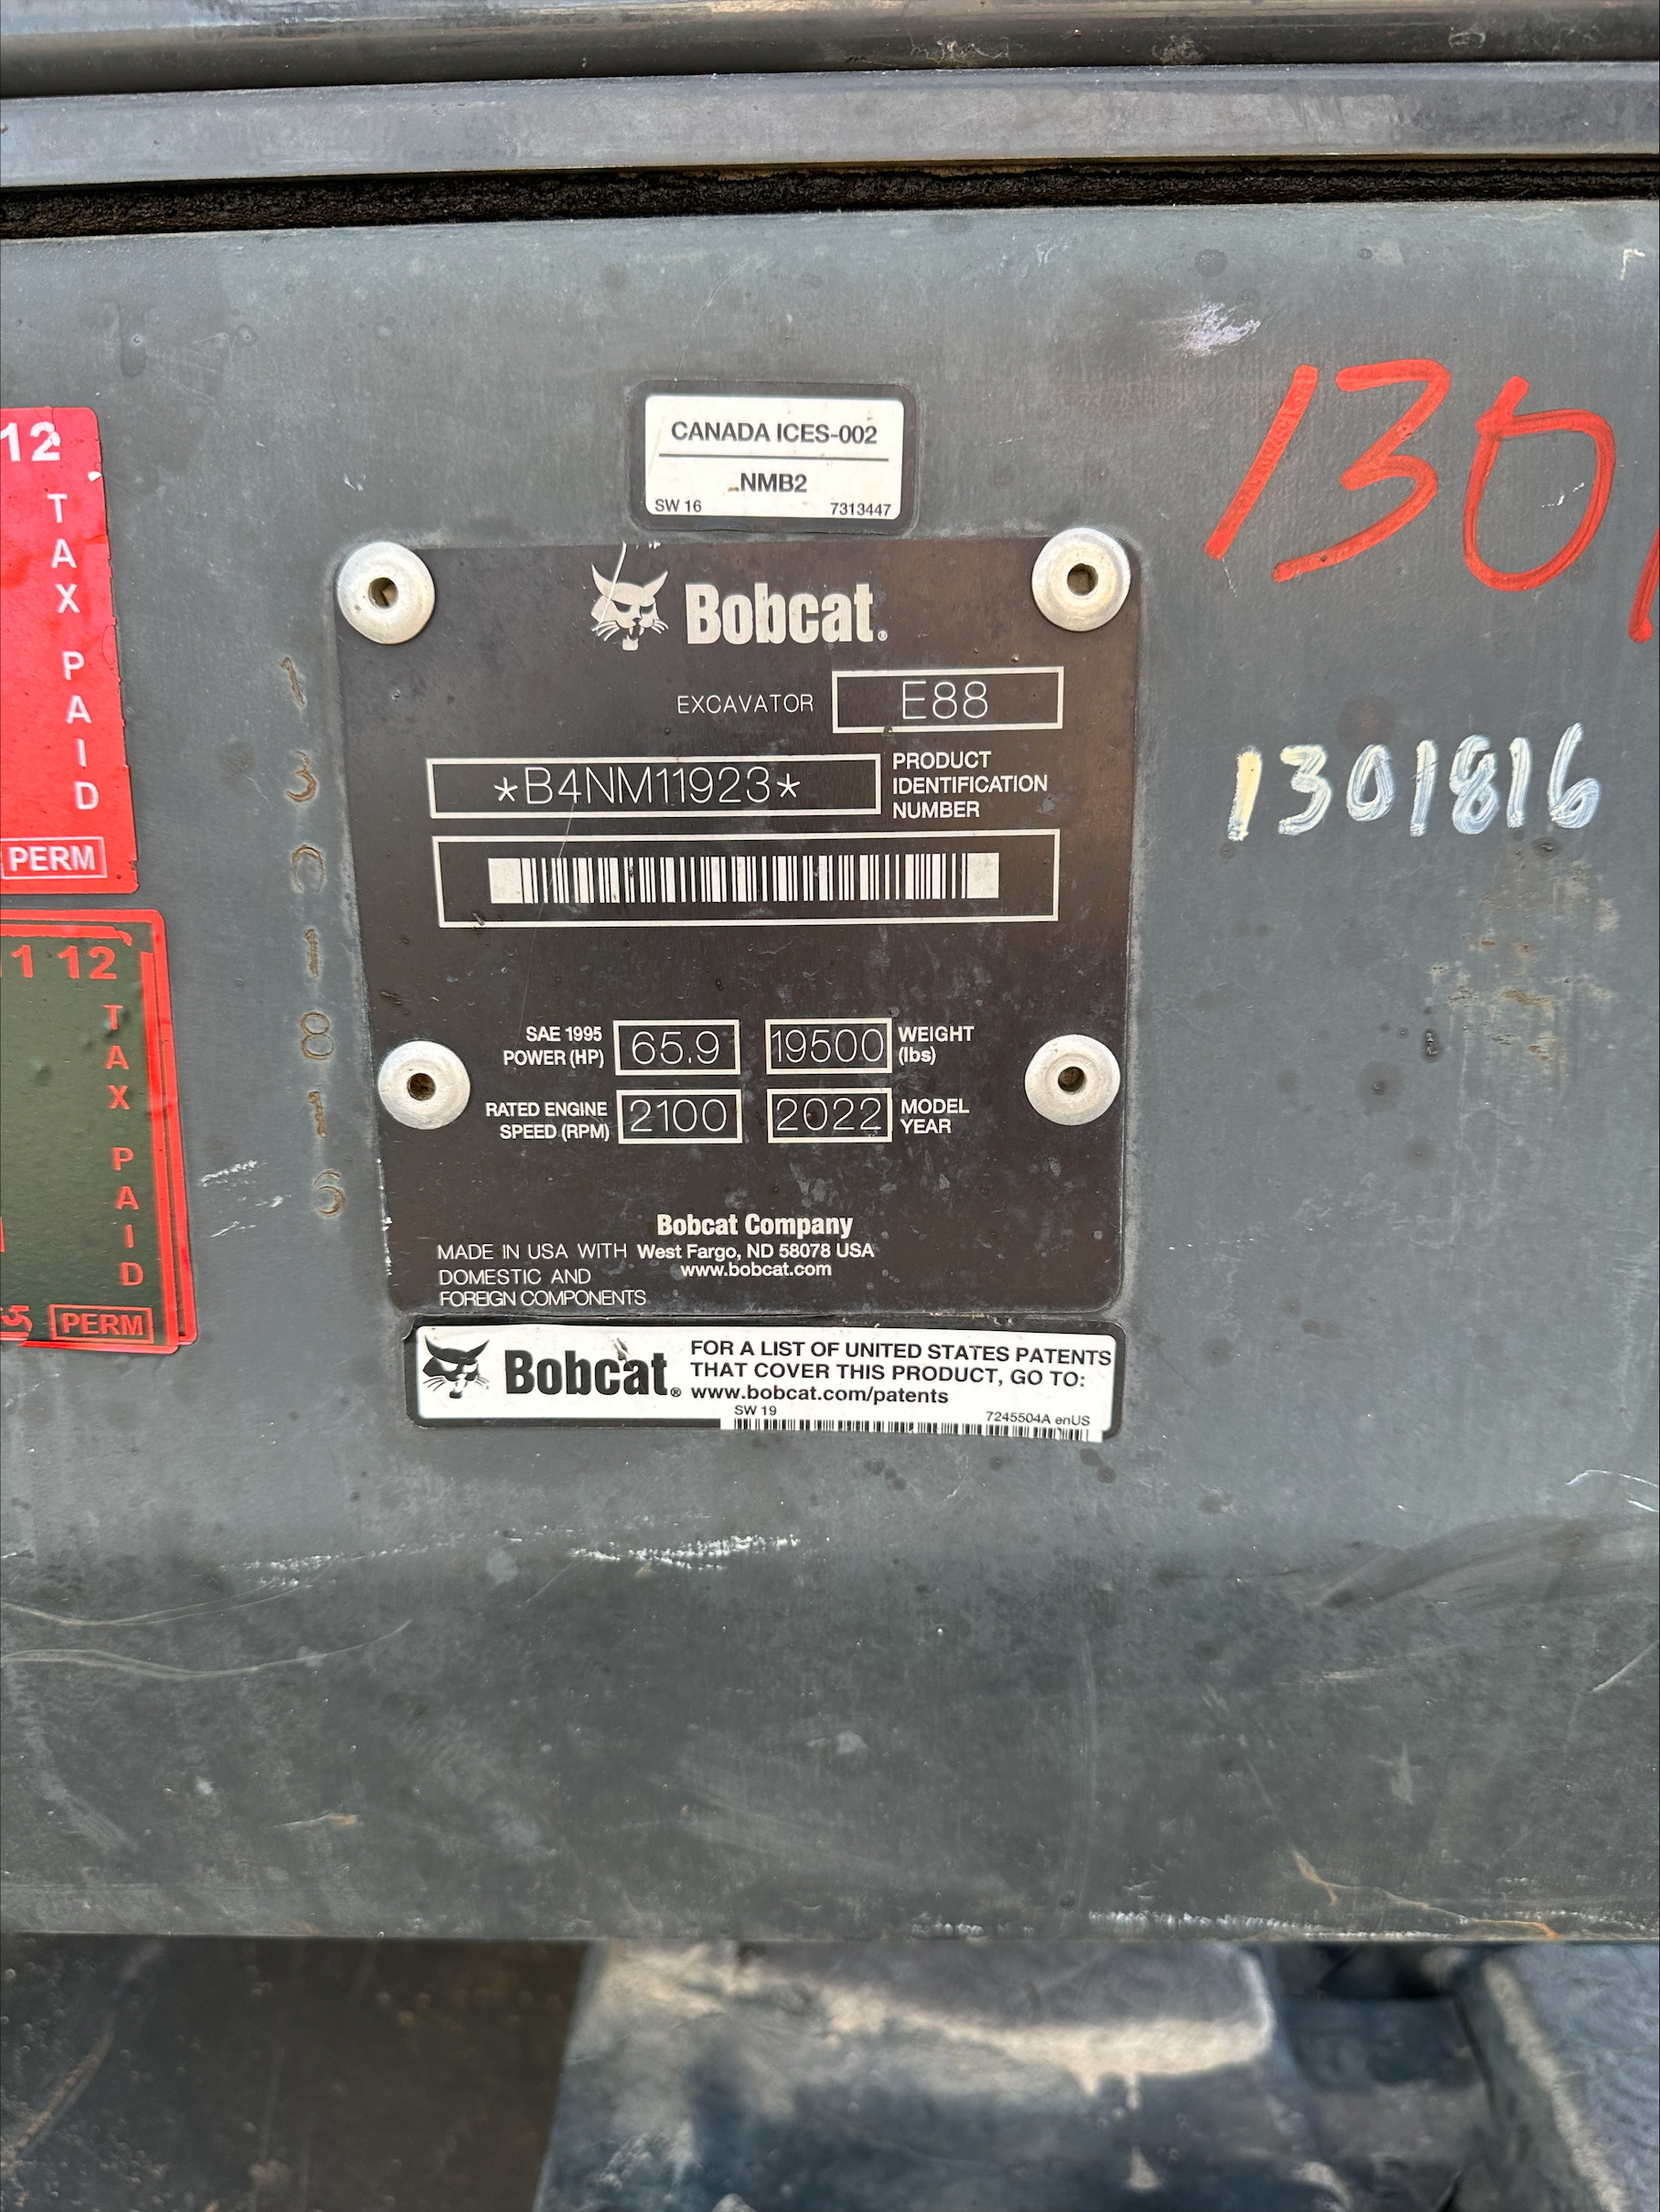 CANADA ICES-002
NMB2
SW 16 7313447
130
12
TAX PAID
PERM
Bobcat®
EXCAVATOR E88
*B4NM11923* PRODUCT IDENTIFICATION NUMBER
1301816
1301816
SAE 1995 POWER (HP) 65.9 19500 WEIGHT (lbs)
RATED ENGINE SPEED (RPM) 2100 2022 MODEL YEAR
11 12
TAX PAID
PERM
Bobcat Company
MADE IN USA WITH West Fargo, ND 58078 USA
DOMESTIC AND www.bobcat.com
FOREIGN COMPONENTS
Bobcat®
FOR A LIST OF UNITED STATES PATENTS
THAT COVER THIS PRODUCT, GO TO:
www.bobcat.com/patents
SW 19 7245504A enUS